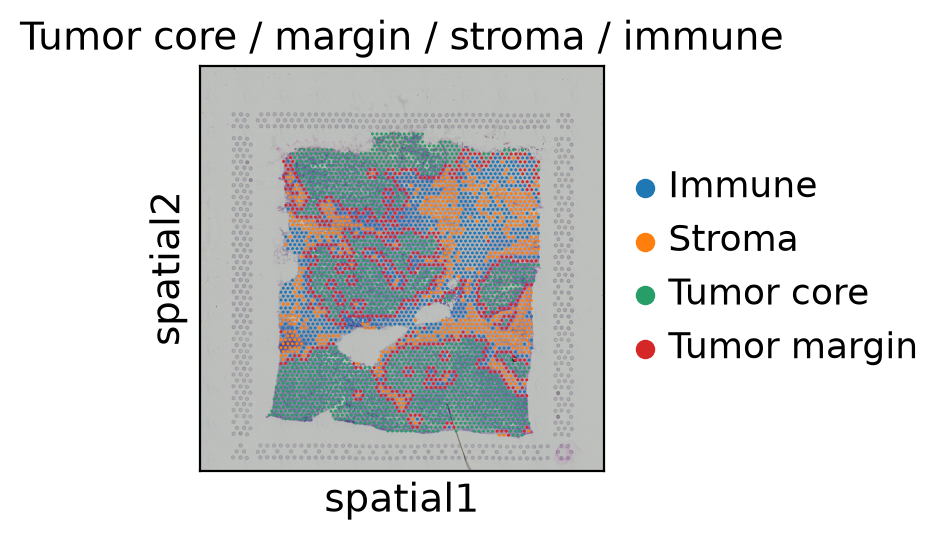 Tumor core / margin / stroma / immune
spatial2
Immune
Stroma
Tumor core
Tumor margin
spatial1